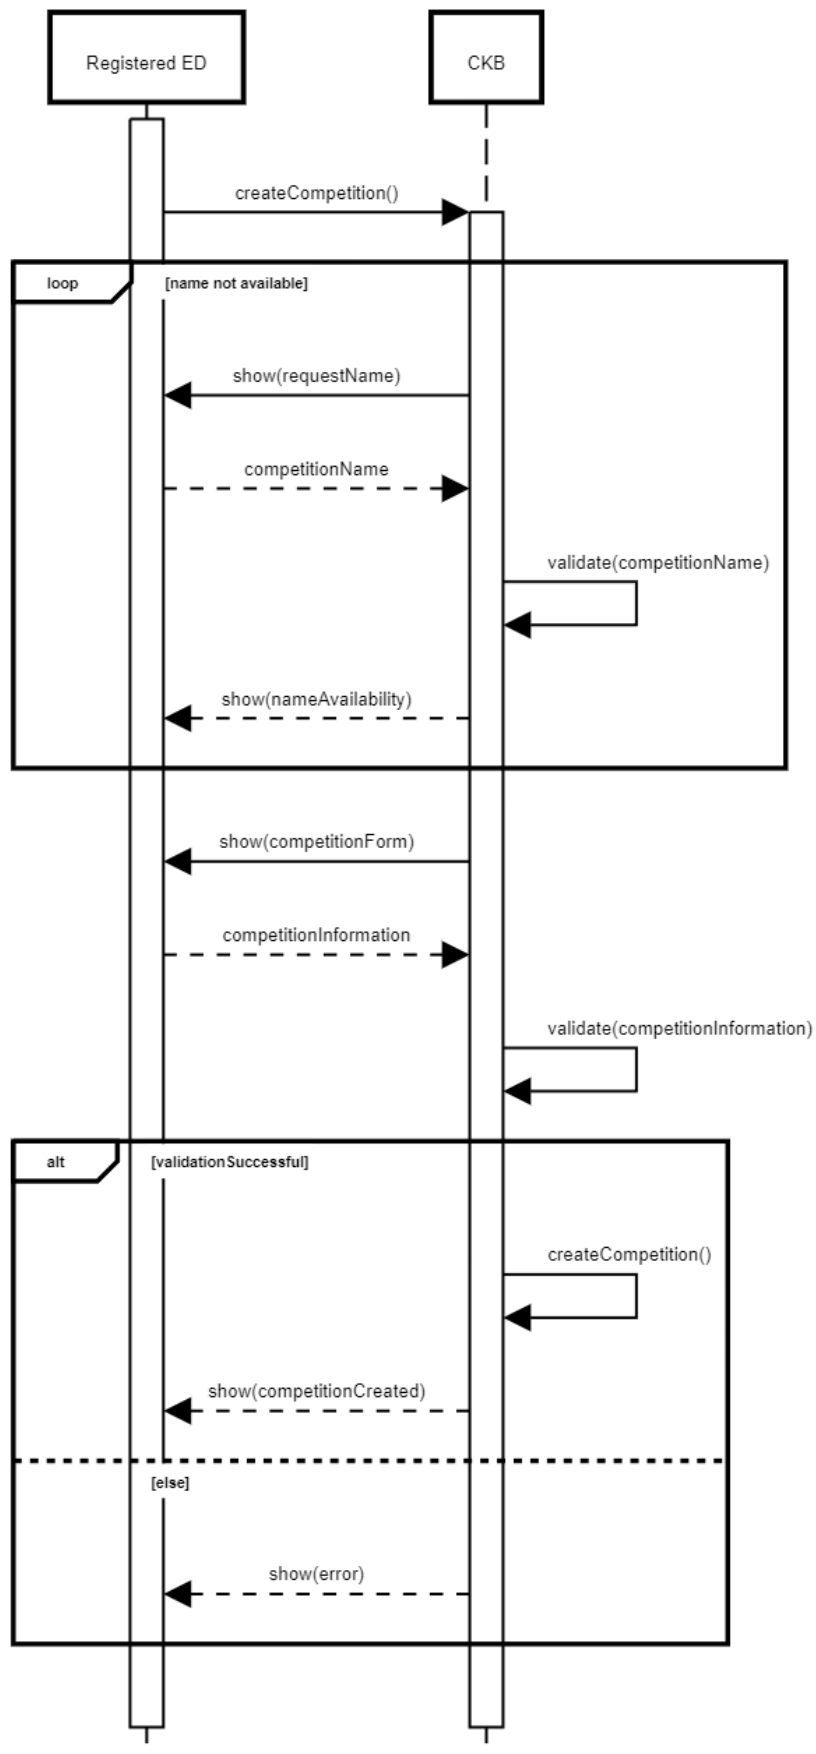 Registered ED
CKB
createCompetition()
loop
[name not available]
show(requestName)
competitionName
validate(competitionName)
show(nameAvailability)
show(competitionForm)
competitionInformation
validate(competitionInformation)
alt
[validationSuccessful]
createCompetition()
show(competitionCreated)
[else]
show(error)